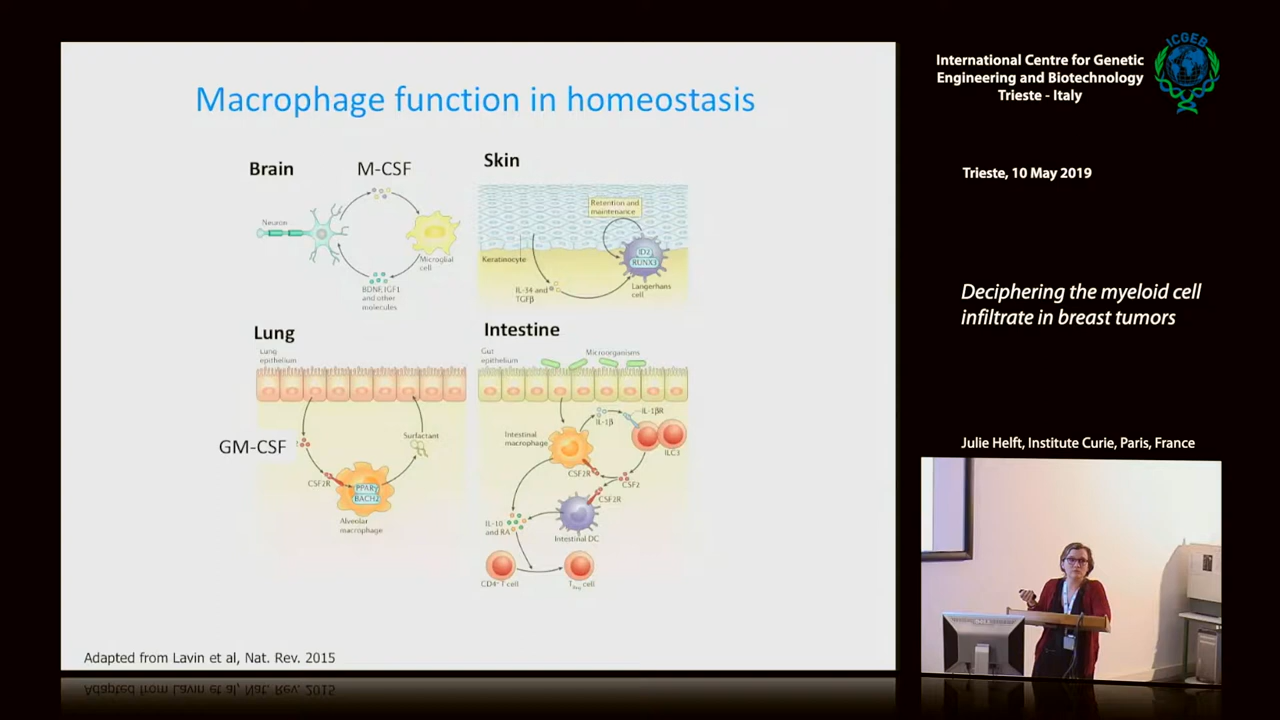 Macrophage function in homeostasis
Brain
M-CSF
Neuron
Microglial
cell
BDNF, IGF1
and other
molecules
Skin
Retention and
maintenance
ID2
RUNX3
Keratinocyte
IL-34 and
TGFβ
Langerhans
cell
Lung
Lung
epithelium
GM-CSF
CSF2R
PPARγ
BACH2
Alveolar
macrophage
Surfactant
Intestine
Gut
epithelium
Microorganisms
Intestinal
macrophage
IL-1β
IL-1βR
ILC3
CSF2R
CSF2
CSF2R
IL-10
and RA
Intestinal DC
CD4+ T cell
TReg cell
Adapted from Lavin et al, Nat. Rev. 2015
International Centre for Genetic
Engineering and Biotechnology
Trieste - Italy
ICGEB
Trieste, 10 May 2019
Deciphering the myeloid cell
infiltrate in breast tumors
Julie Helft, Institute Curie, Paris, France
DELL